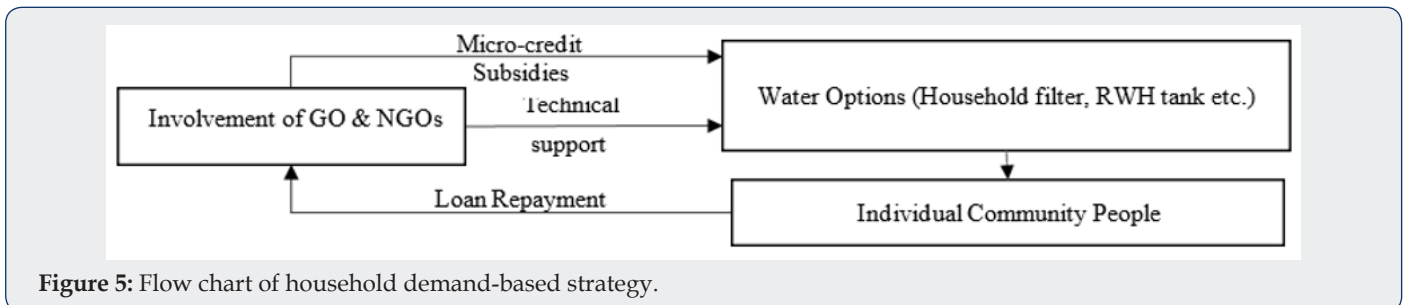 Micro-credit
Subsidies
Technical
support
Involvement of GO & NGOs
Water Options (Household filter, RWH tank etc.)
Loan Repayment
Individual Community People
Figure 5: Flow chart of household demand-based strategy.